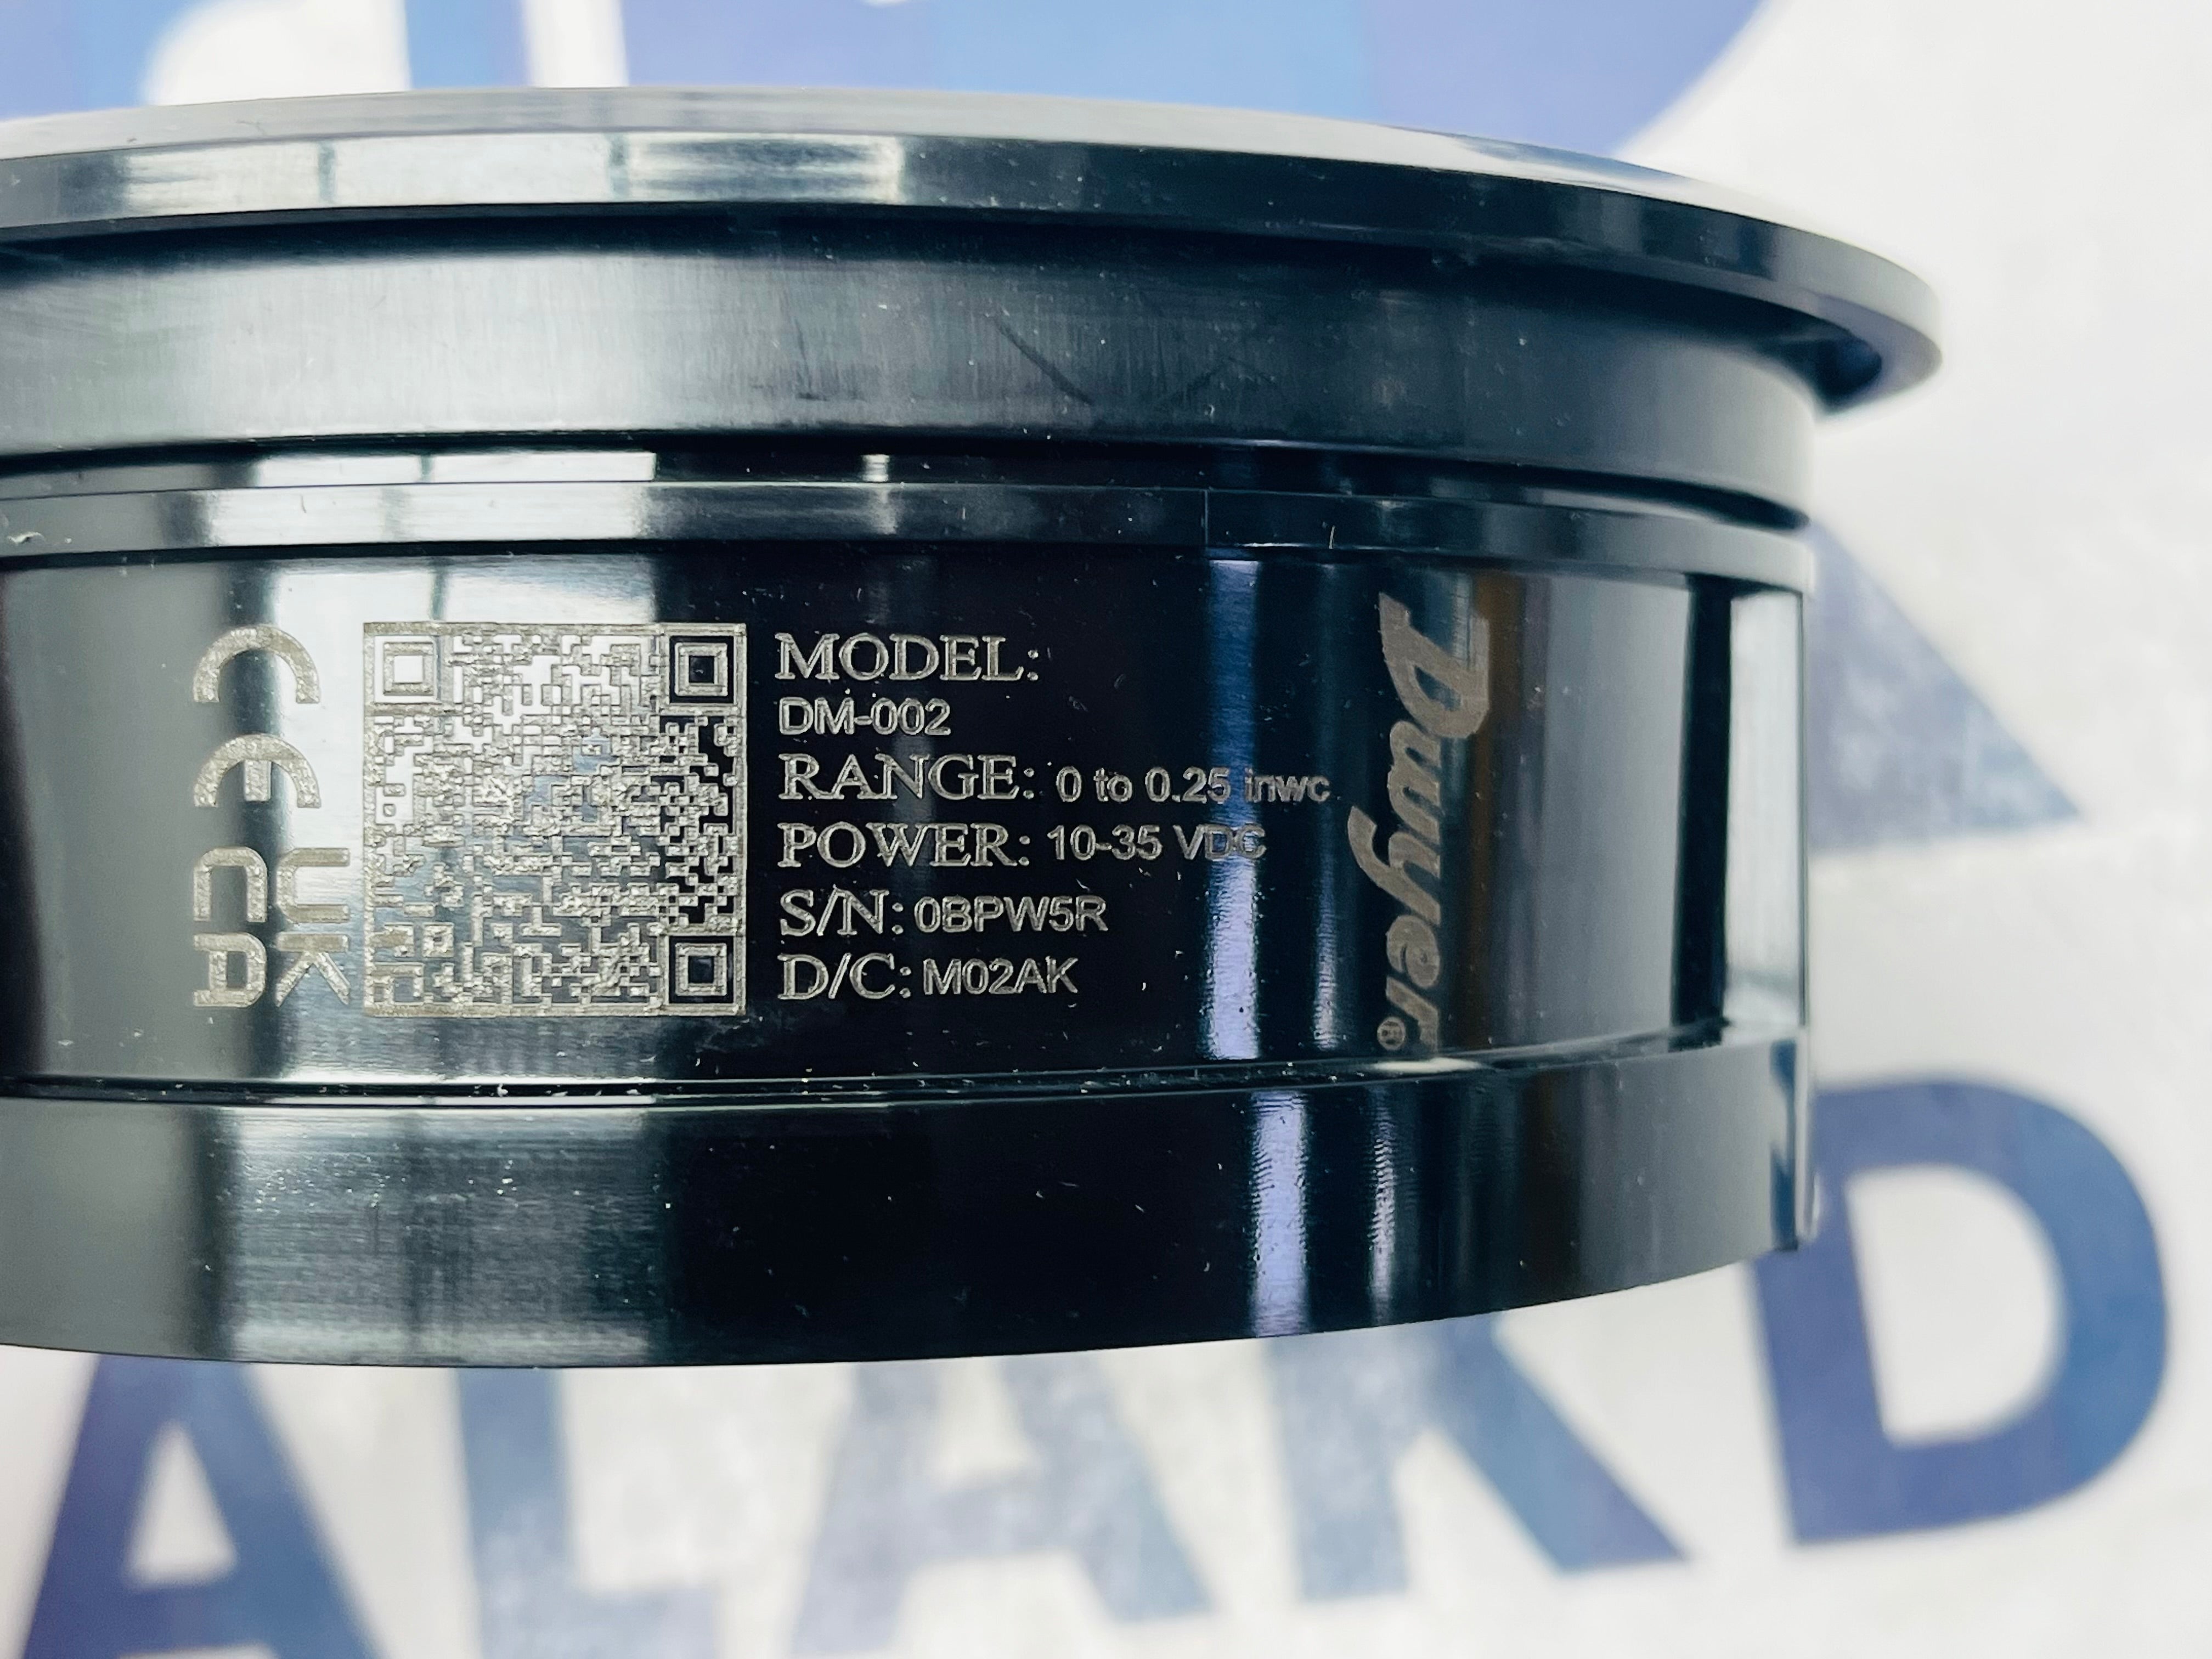 CE
UK
CA
MODEL:
DM-002
RANGE: 0 to 0.25 inwc
POWER: 10-35 VDC
S/N: 0BPW5R
D/C: M02AK
Dwyer®
ALAKD